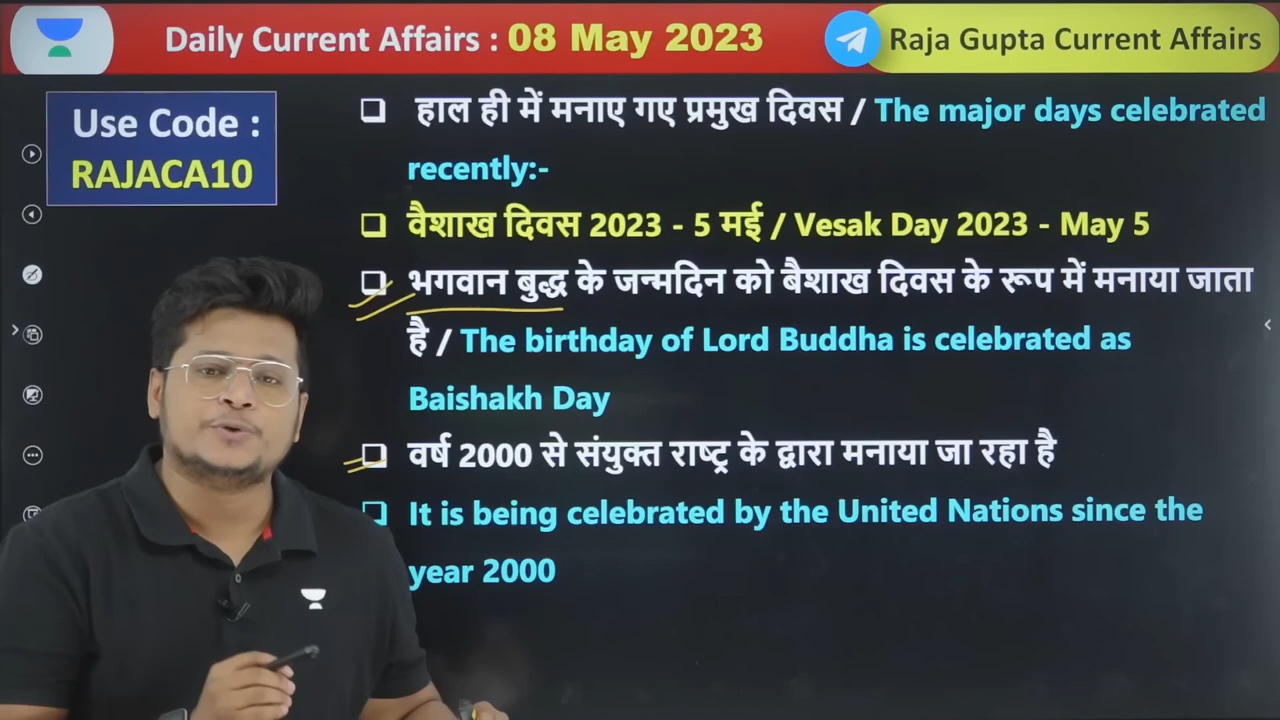 Daily Current Affairs : 08 May 2023
Raja Gupta Current Affairs
Use Code :
RAJACA10
हाल ही में मनाए गए प्रमुख दिवस / The major days celebrated
recently:-
वैशाख दिवस 2023 - 5 मई / Vesak Day 2023 - May 5
भगवान बुद्ध के जन्मदिन को बैशाख दिवस के रूप में मनाया जाता
है / The birthday of Lord Buddha is celebrated as
Baishakh Day
वर्ष 2000 से संयुक्त राष्ट्र के द्वारा मनाया जा रहा है
It is being celebrated by the United Nations since the
year 2000